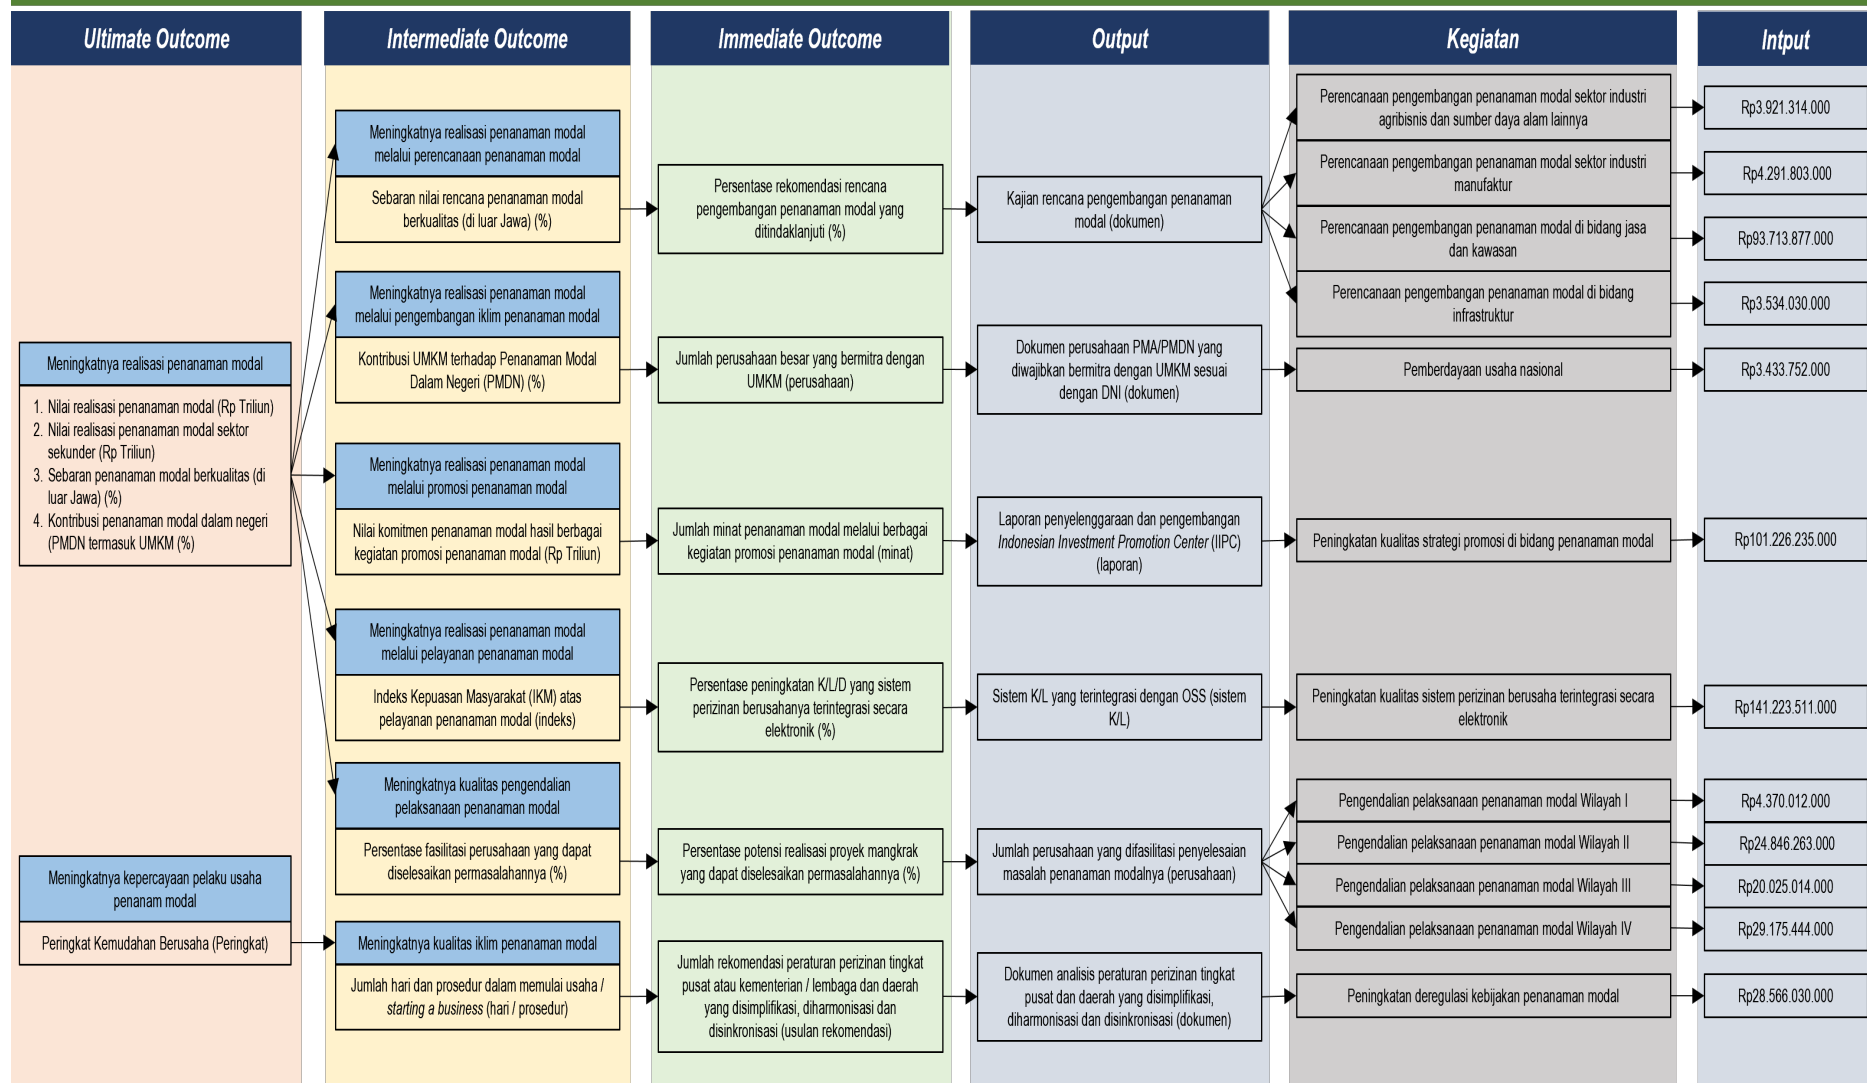 Ultimate Outcome
Intermediate Outcome
Immediate Outcome
Output
Kegiatan
Intput
Meningkatnya realisasi penanaman modal
1. Nilai realisasi penanaman modal (Rp Triliun)
2. Nilai realisasi penanaman modal sektor
sekunder (Rp Triliun)
3. Sebaran penanaman modal berkualitas (di
luar Jawa) (%)
4. Kontribusi penanaman modal dalam negeri
(PMDN termasuk UMKM (%)
Meningkatnya kepercayaan pelaku usaha
penanam modal
Peringkat Kemudahan Berusaha (Peringkat)
Meningkatnya realisasi penanaman modal
melalui perencanaan penanaman modal
Sebaran nilai rencana penanaman modal
berkualitas (di luar Jawa) (%)
Meningkatnya realisasi penanaman modal
melalui pengembangan iklim penanaman modal
Kontribusi UMKM terhadap Penanaman Modal
Dalam Negeri (PMDN) (%)
Meningkatnya realisasi penanaman modal
melalui promosi penanaman modal
Nilai komitmen penanaman modal hasil berbagai
kegiatan promosi penanaman modal (Rp Triliun)
Meningkatnya realisasi penanaman modal
melalui pelayanan penanaman modal
Indeks Kepuasan Masyarakat (IKM) atas
pelayanan penanaman modal (indeks)
Meningkatnya kualitas pengendalian
pelaksanaan penanaman modal
Persentase fasilitasi perusahaan yang dapat
diselesaikan permasalahannya (%)
Meningkatnya kualitas iklim penanaman modal
Jumlah hari dan prosedur dalam memulai usaha /
starting a business (hari / prosedur)
Persentase rekomendasi rencana
pengembangan penanaman modal yang
ditindaklanjuti (%)
Jumlah perusahaan besar yang bermitra dengan
UMKM (perusahaan)
Jumlah minat penanaman modal melalui berbagai
kegiatan promosi penanaman modal (minat)
Persentase peningkatan K/L/D yang sistem
perizinan berusahanya terintegrasi secara
elektronik (%)
Persentase potensi realisasi proyek mangkrak
yang dapat diselesaikan permasalahannya (%)
Jumlah rekomendasi peraturan perizinan tingkat
pusat atau kementerian / lembaga dan daerah
yang disimplifikasi, diharmonisasi dan
disinkronisasi (usulan rekomendasi)
Kajian rencana pengembangan penanaman
modal (dokumen)
Dokumen perusahaan PMA/PMDN yang
diwajibkan bermitra dengan UMKM sesuai
dengan DNI (dokumen)
Laporan penyelenggaraan dan pengembangan
Indonesian Investment Promotion Center (IIPC)
(laporan)
Sistem K/L yang terintegrasi dengan OSS (sistem
K/L)
Jumlah perusahaan yang difasilitasi penyelesaian
masalah penanaman modalnya (perusahaan)
Dokumen analisis peraturan perizinan tingkat
pusat dan daerah yang disimplifikasi,
diharmonisasi dan disinkronisasi (dokumen)
Perencanaan pengembangan penanaman modal sektor industri
agribisnis dan sumber daya alam lainnya
Perencanaan pengembangan penanaman modal sektor industri
manufaktur
Perencanaan pengembangan penanaman modal di bidang jasa
dan kawasan
Perencanaan pengembangan penanaman modal di bidang
infrastruktur
Pemberdayaan usaha nasional
Peningkatan kualitas strategi promosi di bidang penanaman modal
Peningkatan kualitas sistem perizinan berusaha terintegrasi secara
elektronik
Pengendalian pelaksanaan penanaman modal Wilayah I
Pengendalian pelaksanaan penanaman modal Wilayah II
Pengendalian pelaksanaan penanaman modal Wilayah III
Pengendalian pelaksanaan penanaman modal Wilayah IV
Peningkatan deregulasi kebijakan penanaman modal
Rp3.921.314.000
Rp4.291.803.000
Rp93.713.877.000
Rp3.534.030.000
Rp3.433.752.000
Rp101.226.235.000
Rp141.223.511.000
Rp4.370.012.000
Rp24.846.263.000
Rp20.025.014.000
Rp29.175.444.000
Rp28.566.030.000